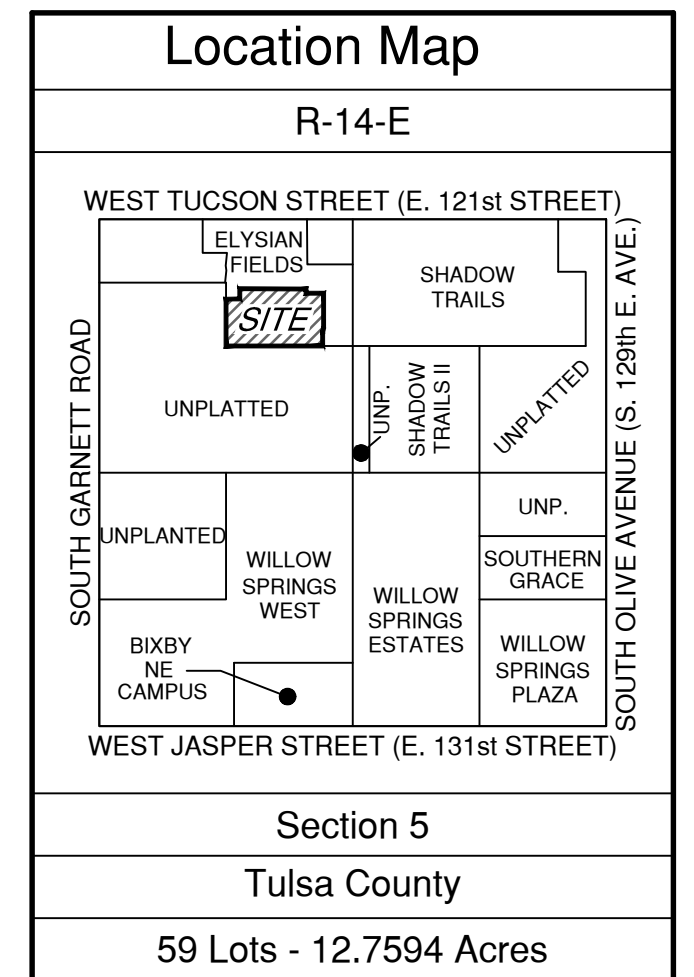 Location Map
R-14-E
WEST TUCSON STREET (E. 121st STREET)
ELYSIAN
FIELDS
SHADOW
TRAILS
SITE
SOUTH GARNETT ROAD
UNPLATTED
UNP.
SHADOW
TRAILS II
UNPLATTED
SOUTH OLIVE AVENUE (S. 129th E. AVE.)
UNPLANTED
WILLOW
SPRINGS
WEST
WILLOW
SPRINGS
ESTATES
UNP.
SOUTHERN
GRACE
BIXBY
NE
CAMPUS
WILLOW
SPRINGS
PLAZA
WEST JASPER STREET (E. 131st STREET)
Section 5
Tulsa County
59 Lots - 12.7594 Acres